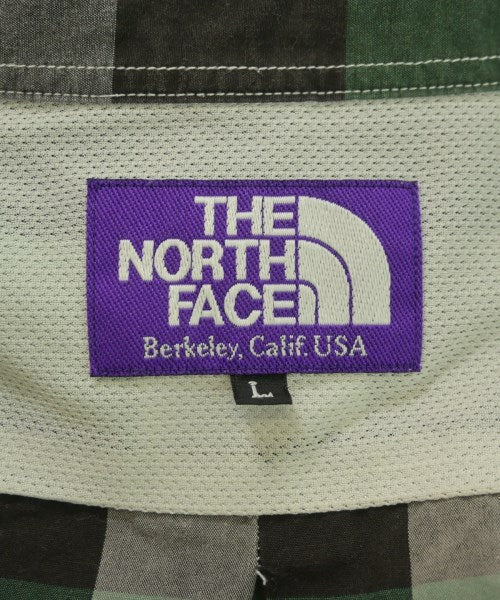 THE
NORTH
FACE
Berkeley, Calif. USA
L